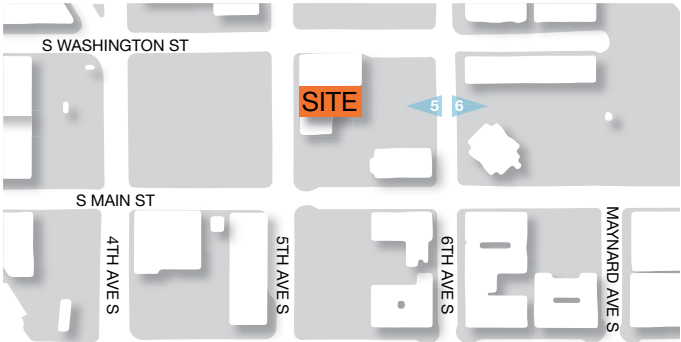 S WASHINGTON ST
SITE
5
6
S MAIN ST
4TH AVE S
5TH AVE S
6TH AVE S
MAYNARD AVE S